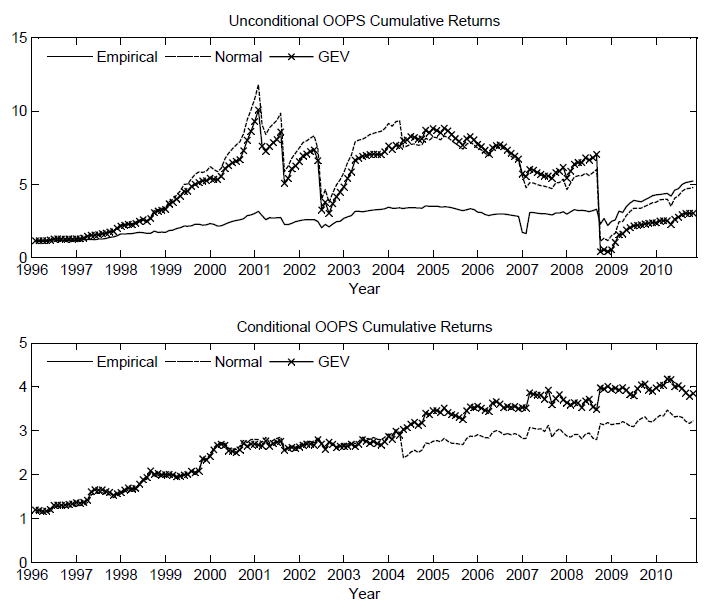 Unconditional OOPS Cumulative Returns
15
Empirical Normal GEV
10
5
0
1996 1997 1998 1999 2000 2001 2002 2003 2004 2005 2006 2007 2008 2009 2010
Year
Conditional OOPS Cumulative Returns
5
Empirical Normal GEV
4
3
2
1
0
1996 1997 1998 1999 2000 2001 2002 2003 2004 2005 2006 2007 2008 2009 2010
Year